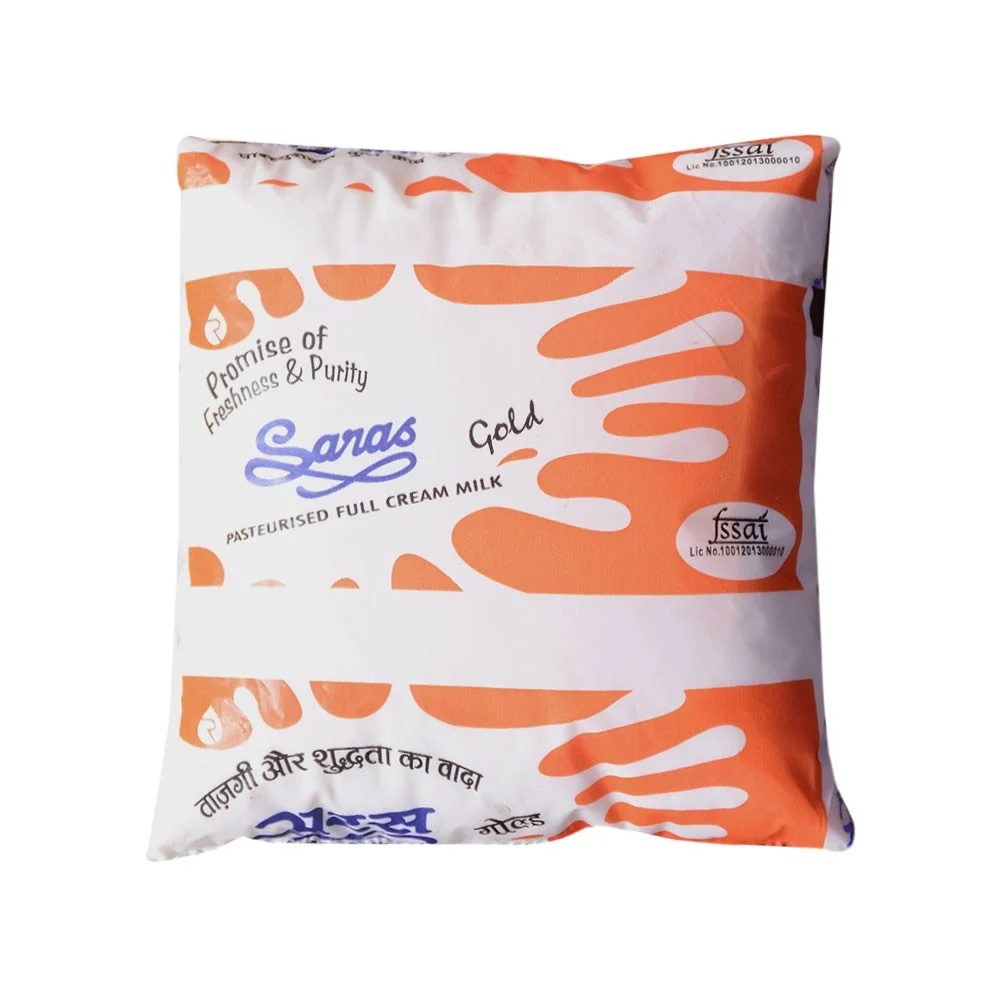 fssai
Lic No.10012013000010
Promise of
Freshness & Purity
Saras Gold
PASTEURISED FULL CREAM MILK
fssai
Lic No.10012013000010
ताज़गी और शुद्धता का वादा
सरस गोल्ड